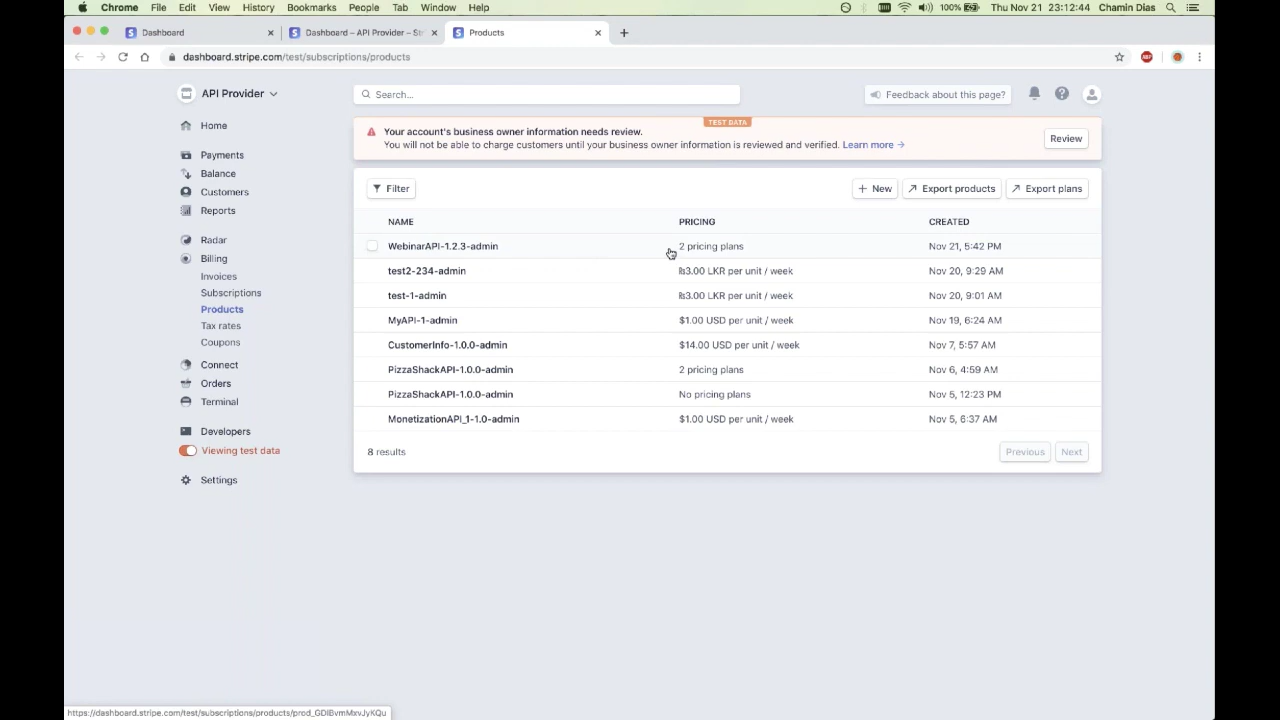 Chrome File Edit View History Bookmarks People Tab Window Help 100% Thu Nov 21 23:12:44 Chamin Dias
Dashboard Dashboard – API Provider – St Products
dashboard.stripe.com/test/subscriptions/products
API Provider
Search...
Feedback about this page?
TEST DATA
Your account's business owner information needs review.
You will not be able to charge customers until your business owner information is reviewed and verified. Learn more →
Review
Home
Payments
Balance
Customers
Reports
Radar
Billing
Invoices
Subscriptions
Products
Tax rates
Coupons
Connect
Orders
Terminal
Developers
Viewing test data
Settings
Filter + New Export products Export plans
NAME PRICING CREATED
WebinarAPI-1.2.3-admin 2 pricing plans Nov 21, 5:42 PM
test2-234-admin ₨3.00 LKR per unit / week Nov 20, 9:29 AM
test-1-admin ₨3.00 LKR per unit / week Nov 20, 9:01 AM
MyAPI-1-admin $1.00 USD per unit / week Nov 19, 6:24 AM
CustomerInfo-1.0.0-admin $14.00 USD per unit / week Nov 7, 5:57 AM
PizzaShackAPI-1.0.0-admin 2 pricing plans Nov 6, 4:59 AM
PizzaShackAPI-1.0.0-admin No pricing plans Nov 5, 12:23 PM
MonetizationAPI_1-1.0-admin $1.00 USD per unit / week Nov 5, 6:37 AM
8 results Previous Next
https://dashboard.stripe.com/test/subscriptions/products/prod_GDIBvmMxvJyKQu